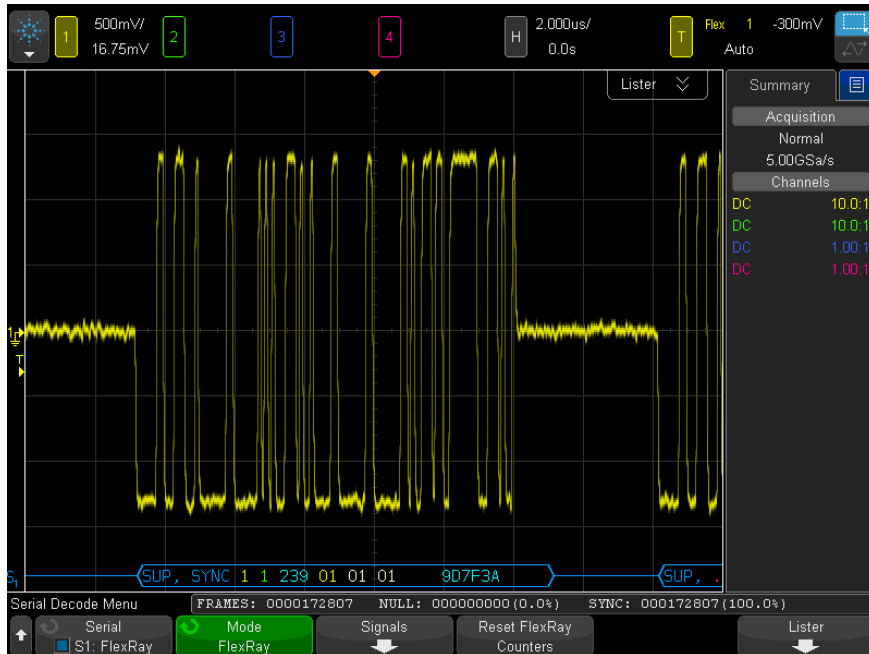 1 500mV/ 2 3 4 H 2.000us/ T Flex 1 -300mV
16.75mV 0.0s Auto
Lister
Summary
Acquisition
Normal
5.00GSa/s
Channels
DC 10.0:1
DC 10.0:1
DC 1.00:1
DC 1.00:1
1
T
S1 SUP, SYNC 1 1 239 01 01 01 9D7F3A SUP, .
Serial Decode Menu FRAMES: 0000172807 NULL: 000000000(0.0%) SYNC: 000172807(100.0%)
Serial Mode Signals Reset FlexRay Lister
S1: FlexRay FlexRay Counters